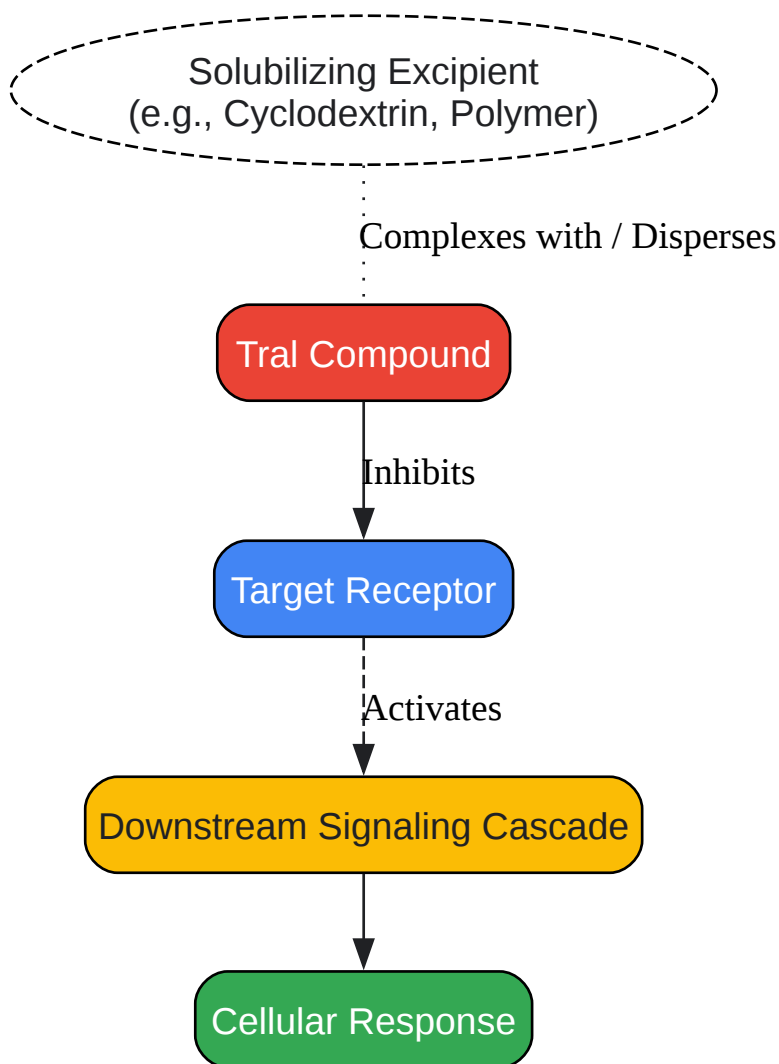 Solubilizing Excipient
(e.g., Cyclodextrin, Polymer)
Complexes with / Disperses
Tral Compound
Inhibits
Target Receptor
Activates
Downstream Signaling Cascade
Cellular Response